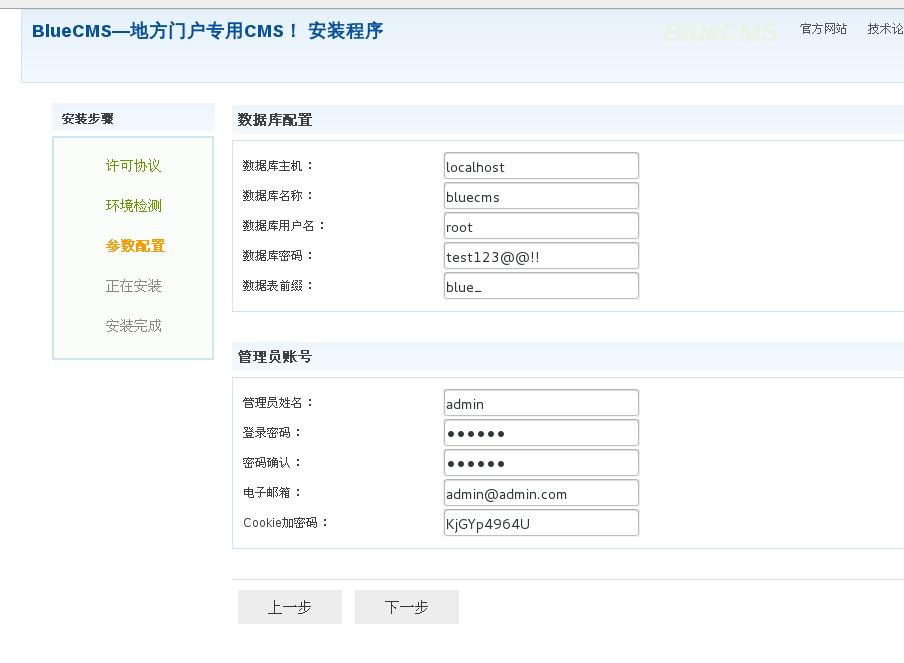 BlueCMS—地方门户专用CMS！ 安装程序
BlueCMS 官方网站 技术论
安装步骤
许可协议
环境检测
参数配置
正在安装
安装完成
数据库配置
数据库主机： localhost
数据库名称： bluecms
数据库用户名： root
数据库密码： test123@@!!
数据表前缀： blue_
管理员账号
管理员姓名： admin
登录密码： ●●●●●●
密码确认： ●●●●●●
电子邮箱： admin@admin.com
Cookie加密码： KjGYp4964U
上一步 下一步